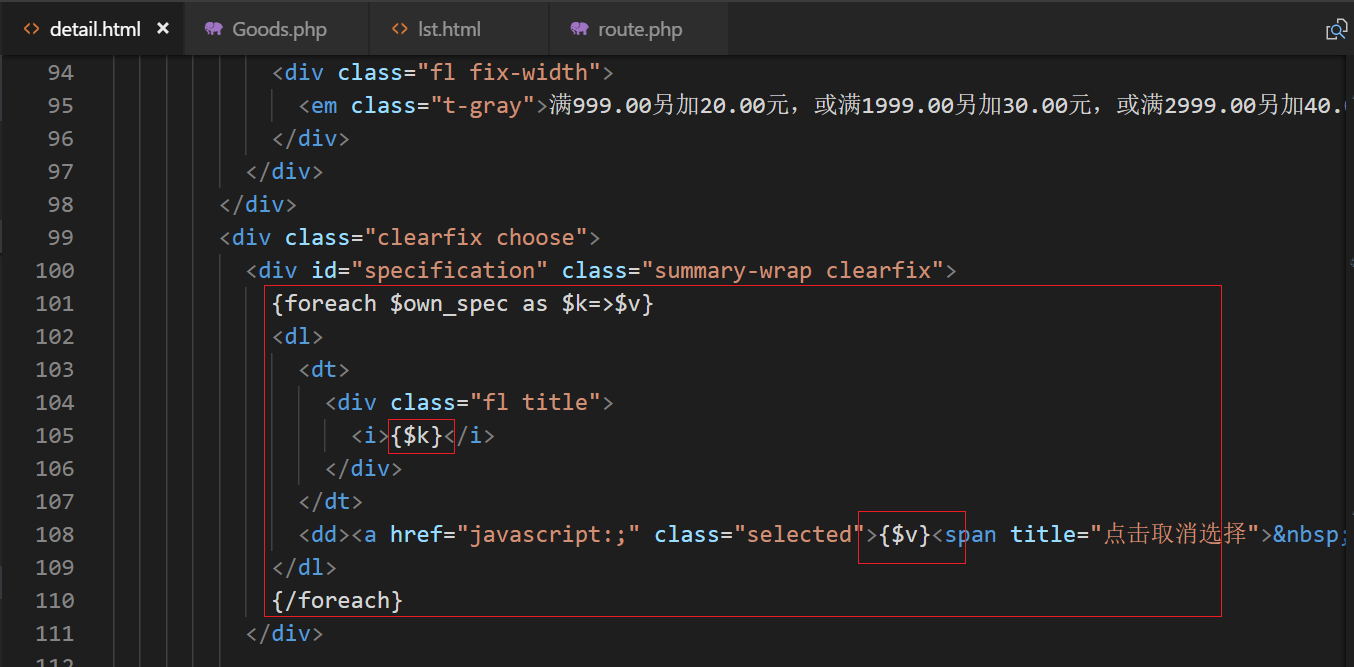 detail.html × Goods.php lst.html route.php
94 <div class="fl fix-width">
95 <em class="t-gray">满999.00另加20.00元，或满1999.00另加30.00元，或满2999.00另加40.
96 </div>
97 </div>
98 </div>
99 <div class="clearfix choose">
100 <div id="specification" class="summary-wrap clearfix">
101 {foreach $own_spec as $k=>$v}
102 <dl>
103 <dt>
104 <div class="fl title">
105 <i>{$k}</i>
106 </div>
107 </dt>
108 <dd><a href="javascript:;" class="selected">{$v}<span title="点击取消选择">&nbsp;
109 </dl>
110 {/foreach}
111 </div>
112